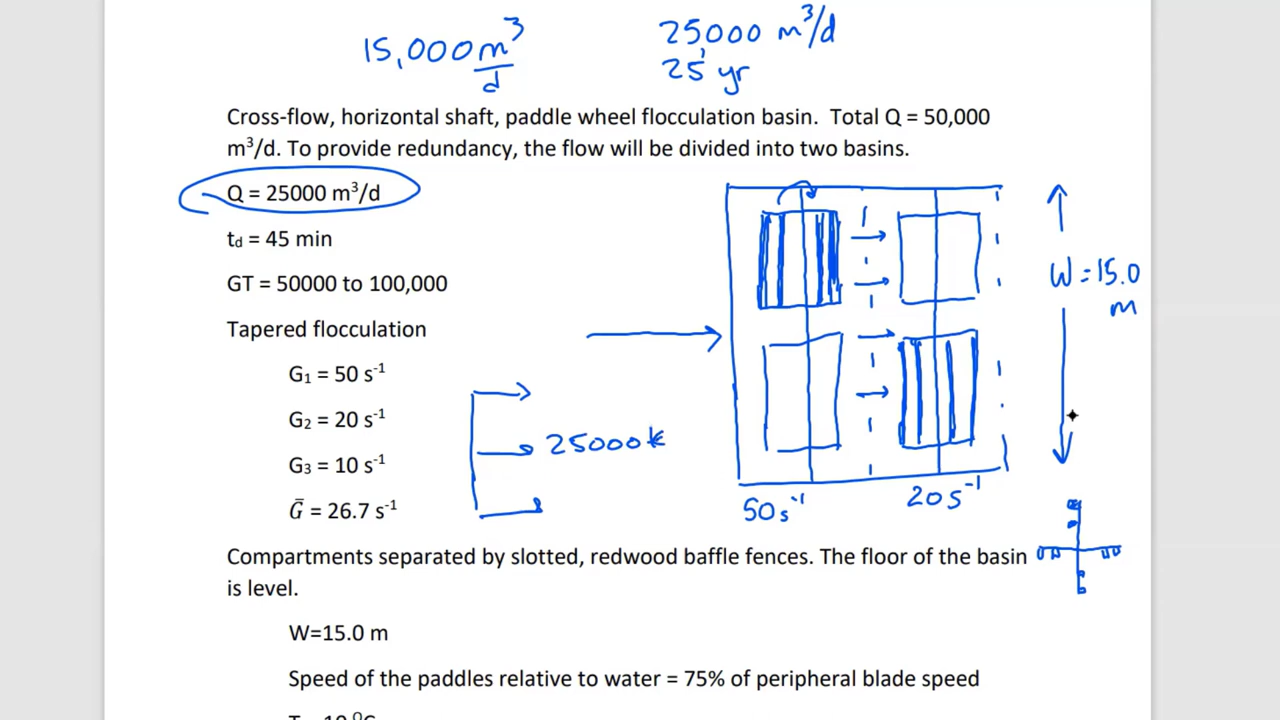 15,000 m³/d
25000 m³/d
25 yr
Cross-flow, horizontal shaft, paddle wheel flocculation basin. Total Q = 50,000
m³/d. To provide redundancy, the flow will be divided into two basins.
Q = 25000 m³/d
td = 45 min
GT = 50000 to 100,000
Tapered flocculation
G₁ = 50 s⁻¹
G₂ = 20 s⁻¹
G₃ = 10 s⁻¹
G̅ = 26.7 s⁻¹
25000
W = 15.0
m
50 s⁻¹
20 s⁻¹
Compartments separated by slotted, redwood baffle fences. The floor of the basin
is level.
W=15.0 m
Speed of the paddles relative to water = 75% of peripheral blade speed